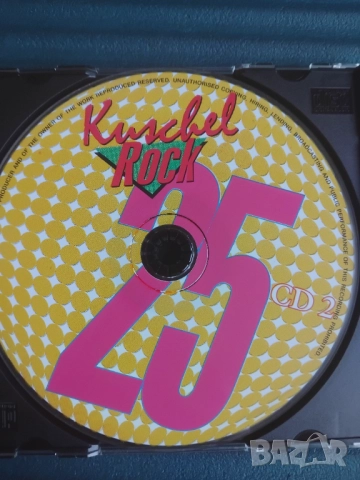 PRODUCER AND OF THE OWNER OF THE WORK REPRODUCED RESERVED. UNAUTHORISED COPYING, HIRING, LENDING, BROADCASTING AND PUBLIC PERFORMANCE OF THIS RECORDING PROHIBITED
Kuschel
ROCK
25
CD 2
BAZAR